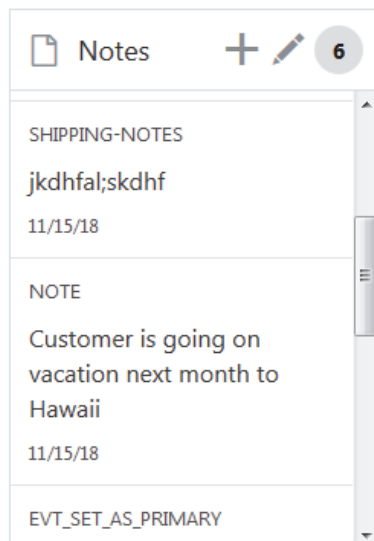 Notes 6
SHIPPING-NOTES
jkdhfal;skdhf
11/15/18
NOTE
Customer is going on
vacation next month to
Hawaii
11/15/18
EVT_SET_AS_PRIMARY